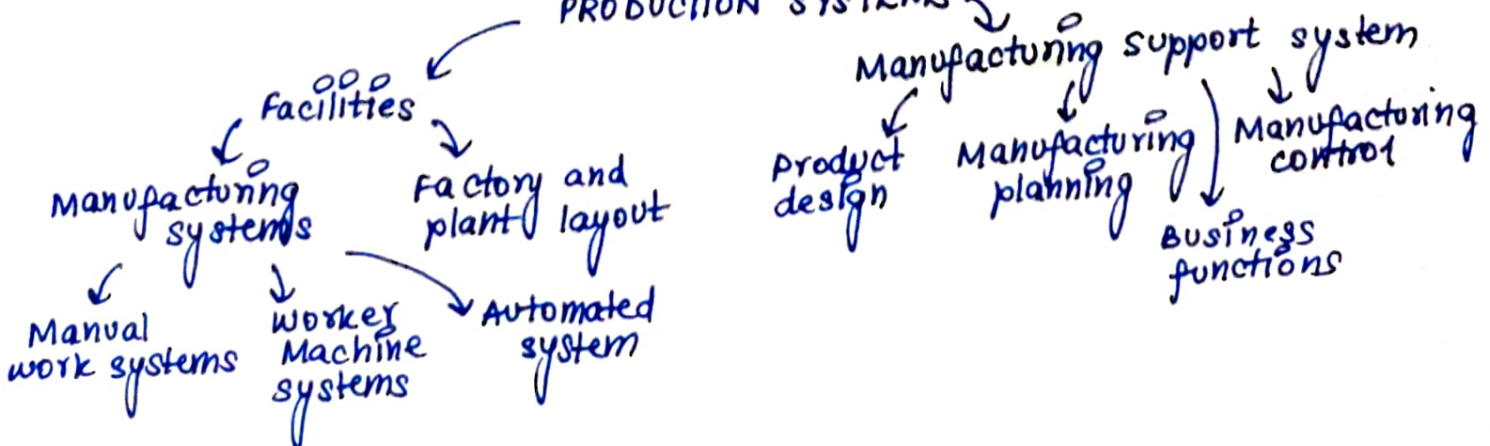 PRODUCTION SYSTEMS
Manufacturing support system
Facilities
Product
design
Manufacturing
planning
Manufacturing
control
Business
functions
Manufacturing
systems
Factory and
plant layout
Manual
work systems
Worker
Machine
systems
Automated
system